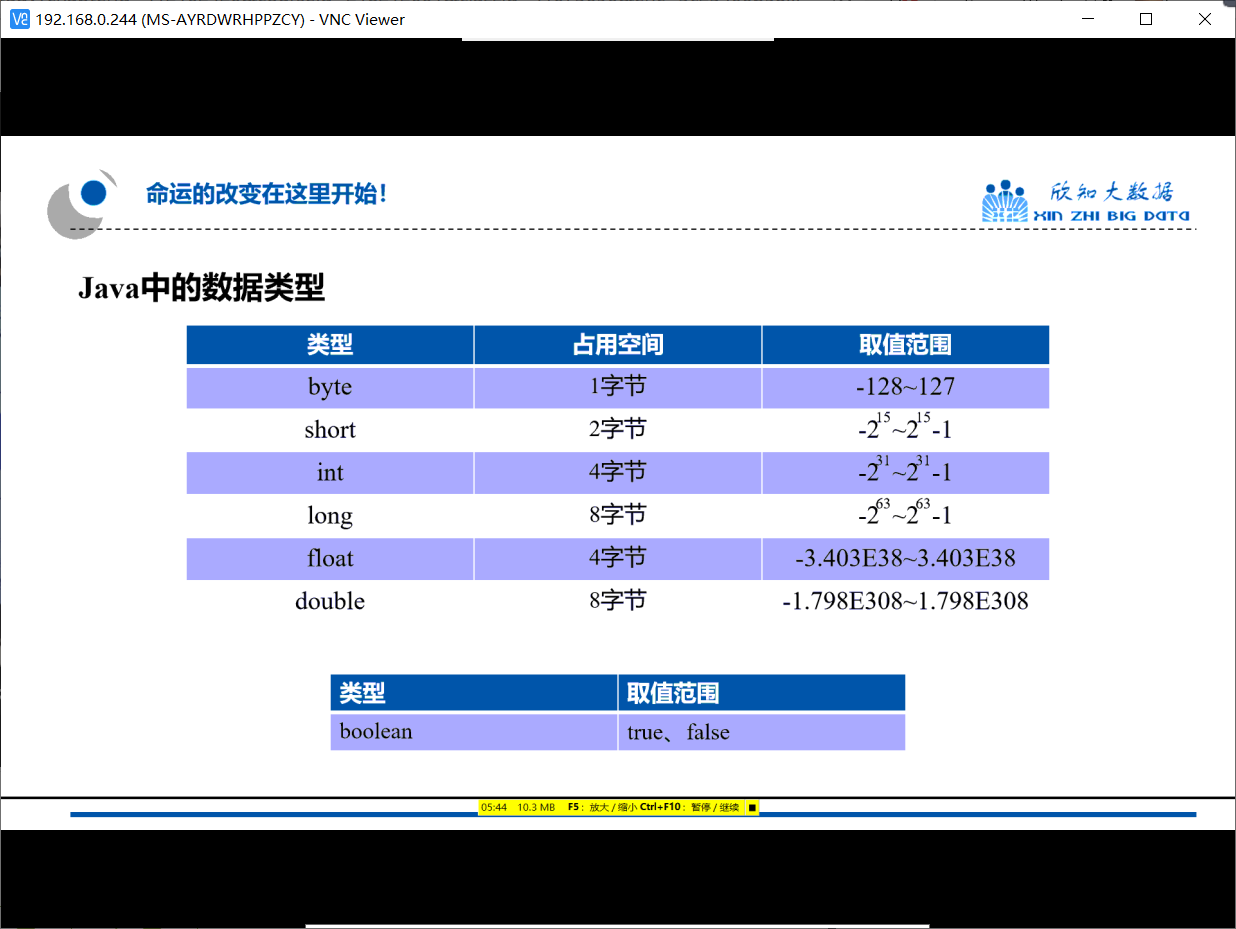 192.168.0.244 (MS-AYRDWRHPPZCY) - VNC Viewer
命运的改变在这里开始!
欣知大数据
XIN ZHI BIG DATA
Java中的数据类型
类型 占用空间 取值范围
byte 1字节 -128~127
short 2字节 -2^15~2^15-1
int 4字节 -2^31~2^31-1
long 8字节 -2^63~2^63-1
float 4字节 -3.403E38~3.403E38
double 8字节 -1.798E308~1.798E308
类型 取值范围
boolean true、false
05:44 10.3 MB F5：放大 / 缩小 Ctrl+F10：暂停 / 继续